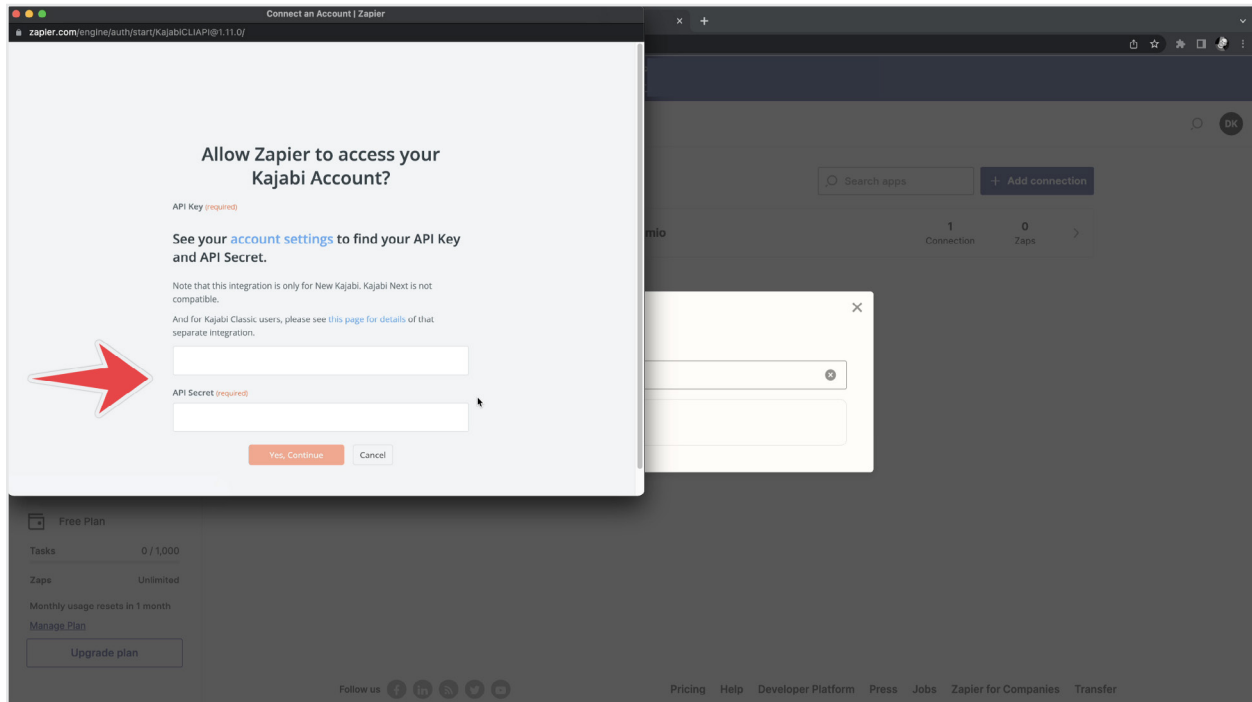 Connect an Account | Zapier
zapier.com/engine/auth/start/KajabiCLIAPI@1.11.0/
DK
Allow Zapier to access your
Kajabi Account?
API Key (required)
See your account settings to find your API Key
and API Secret.
Note that this integration is only for New Kajabi. Kajabi Next is not
compatible.
And for Kajabi Classic users, please see this page for details of that
separate integration.
API Secret (required)
Yes, Continue
Cancel
Search apps
+ Add connection
mio
1
Connection
0
Zaps
Free Plan
Tasks 0 / 1,000
Zaps Unlimited
Monthly usage resets in 1 month
Manage Plan
Upgrade plan
Follow us
Pricing Help Developer Platform Press Jobs Zapier for Companies Transfer